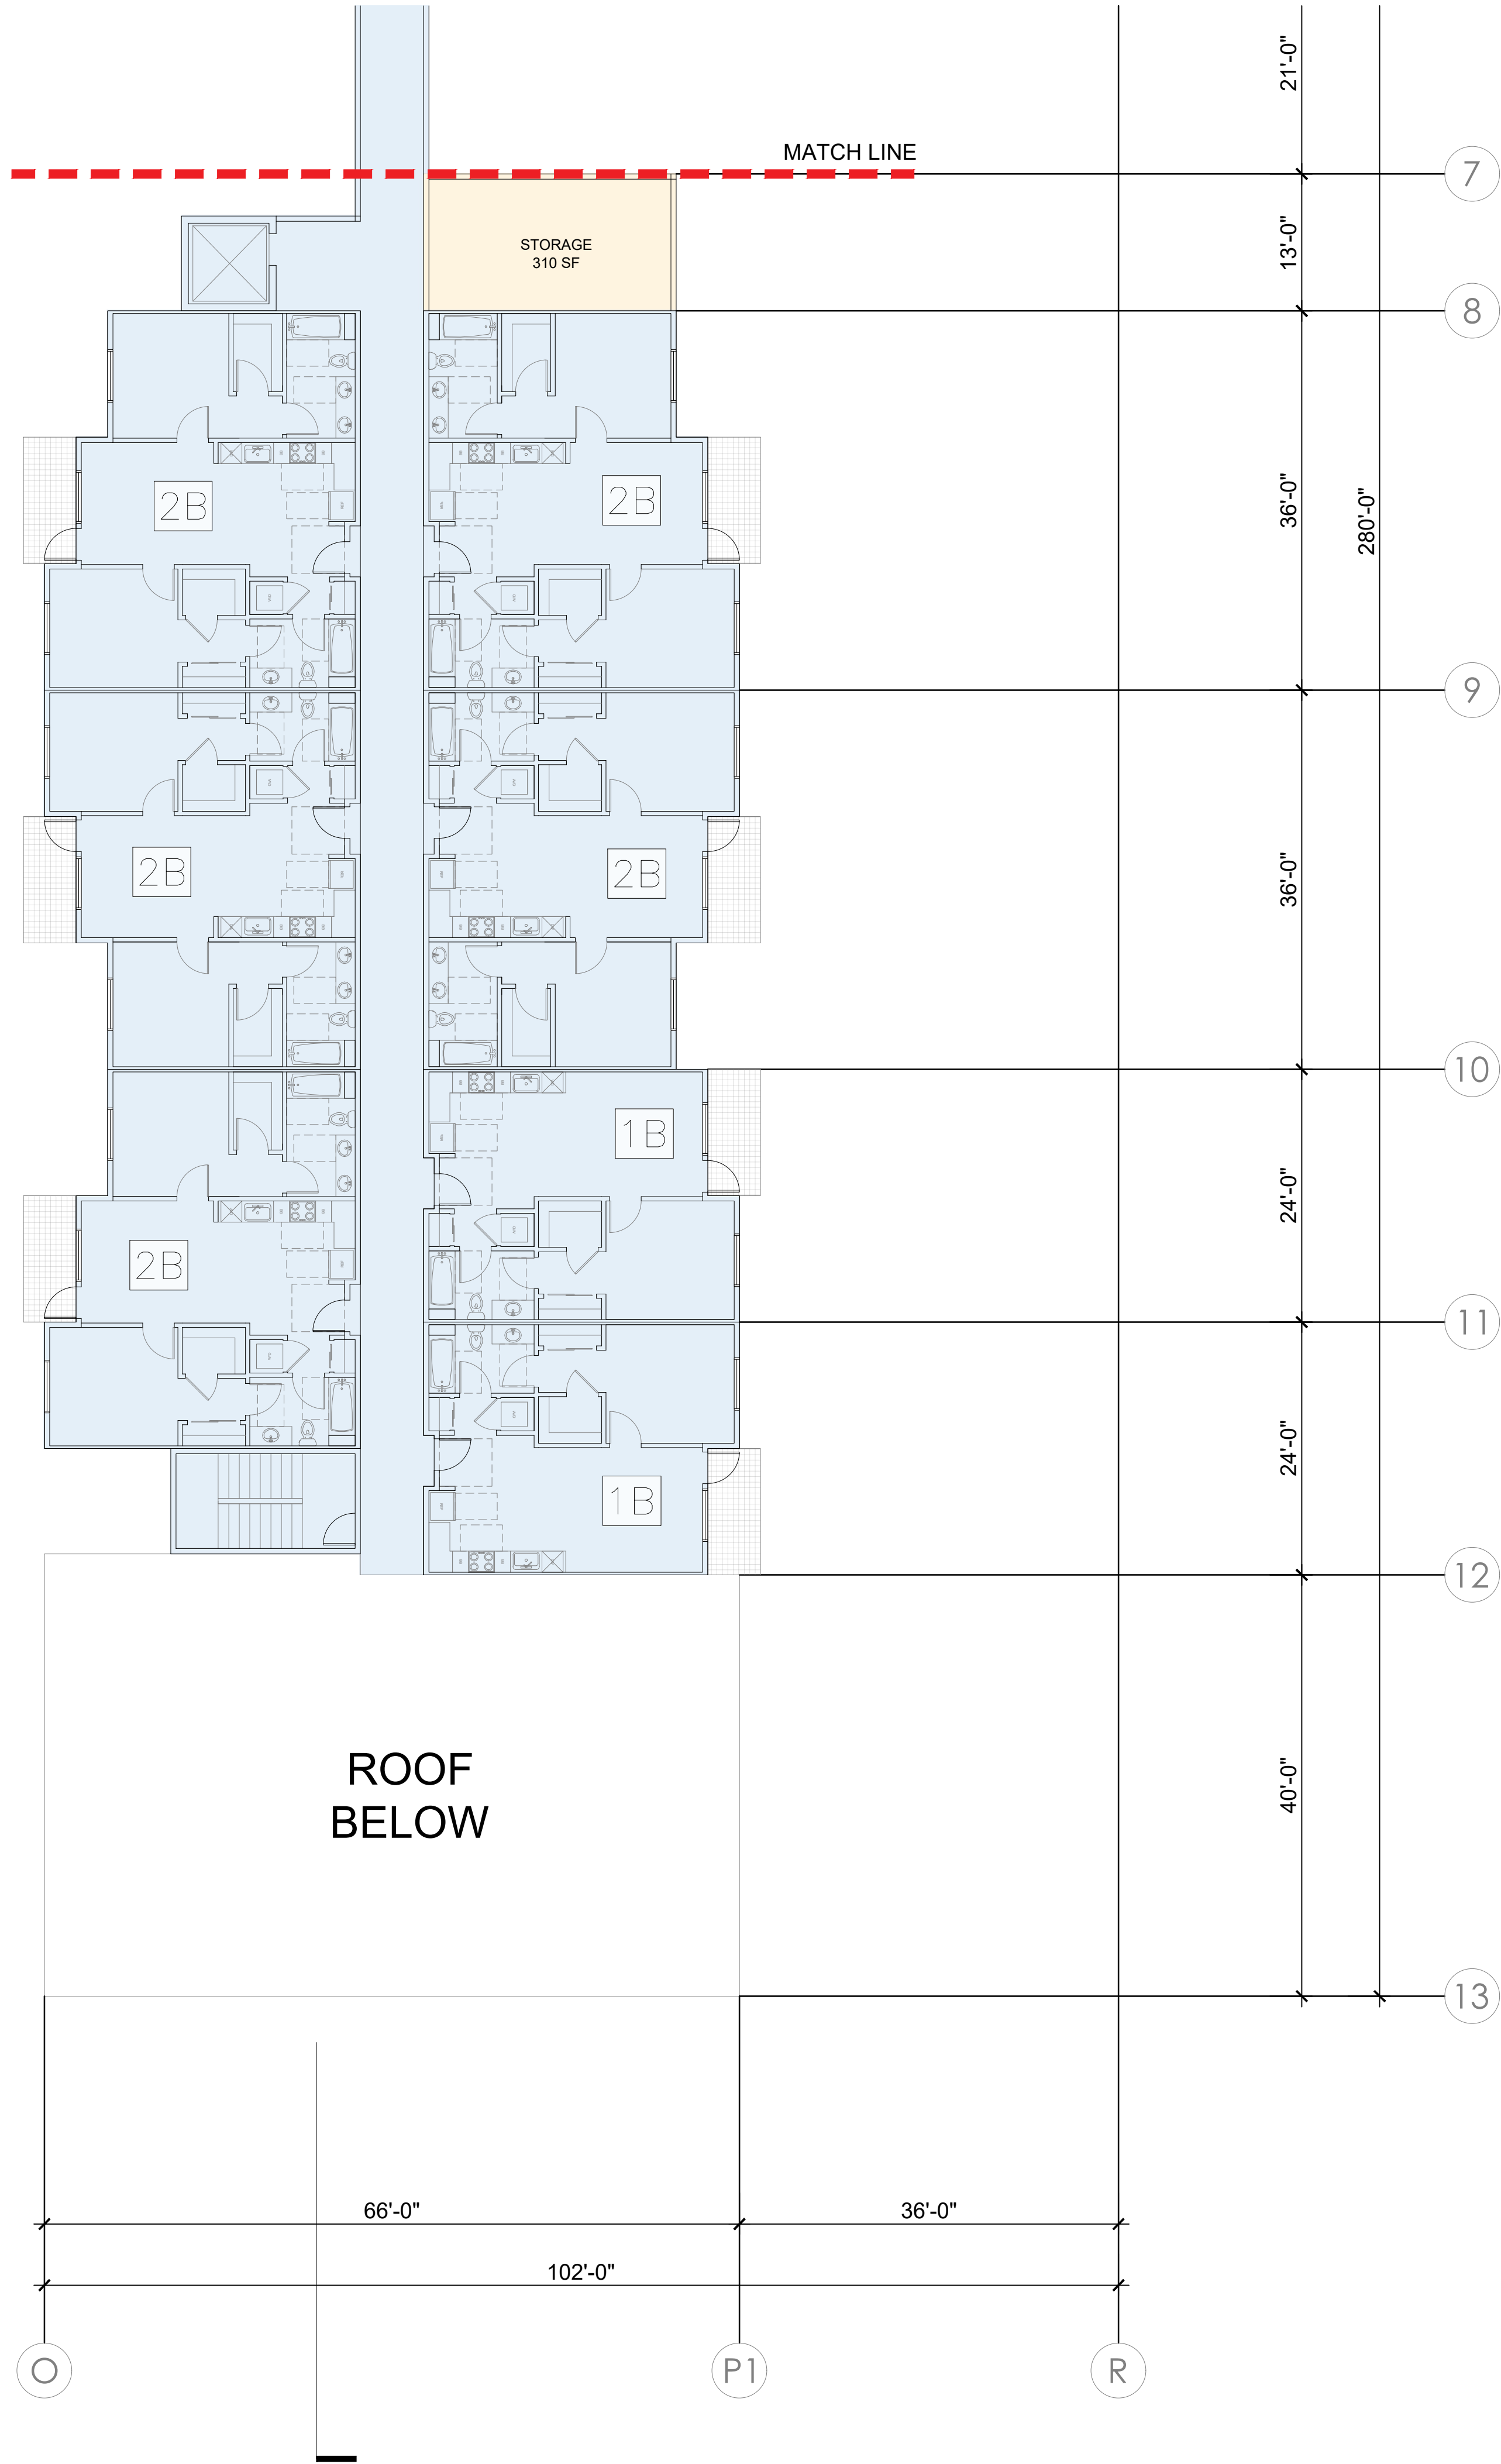 21'-0"
MATCH LINE
7
STORAGE
310 SF
13'-0"
8
2B
2B
36'-0"
280'-0"
9
2B
2B
36'-0"
10
1B
24'-0"
2B
11
24'-0"
1B
12
ROOF
BELOW
40'-0"
13
66'-0"
36'-0"
102'-0"
O
P1
R